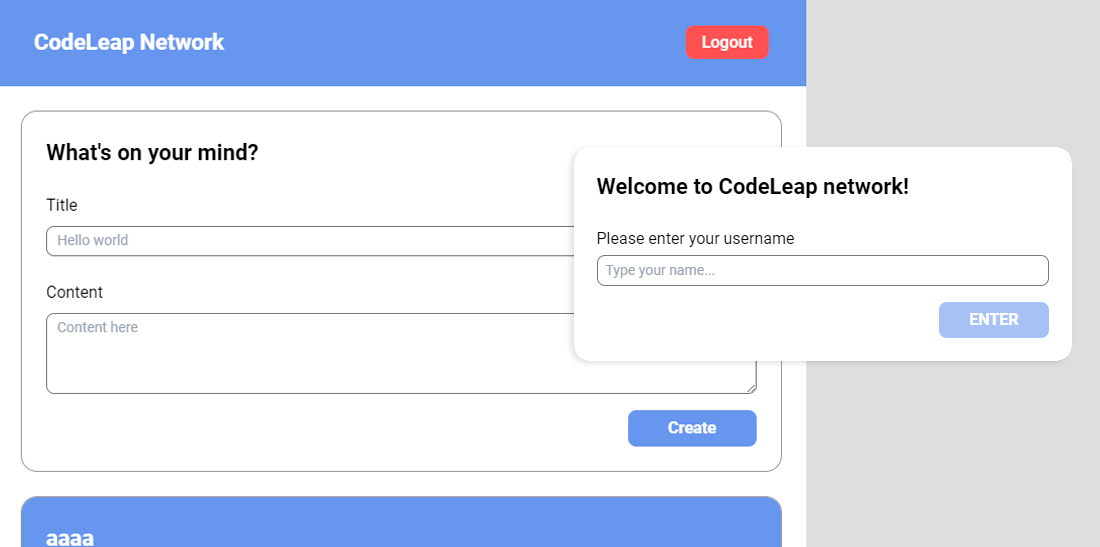 CodeLeap Network
Logout
What's on your mind?
Title
Hello world
Content
Content here
Create
Welcome to CodeLeap network!
Please enter your username
Type your name...
ENTER
aaaa